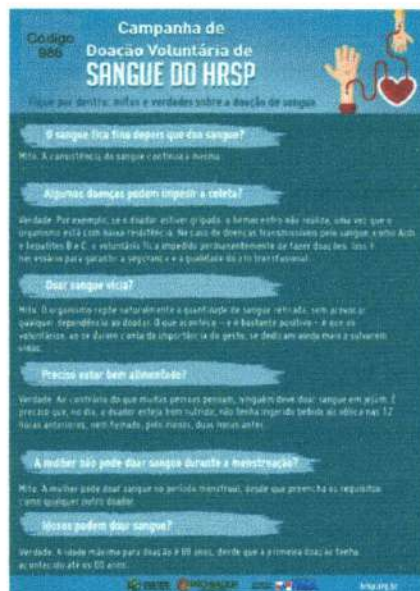 Código
986
Campanha de
Doação Voluntária de
SANGUE DO HRSP
Fique por dentro: mitos e verdades sobre a doação de sangue
O sangue fica fino depois que doa sangue?
Mito. A consistência do sangue continua a mesma.
Algumas doenças podem impedir a coleta?
Verdade. Por exemplo, se o doador estiver gripado, o hemocentro não realiza, uma vez que o
organismo está com baixa resistência. No caso de doenças transmissíveis pelo sangue, como Aids
e hepatites B e C, o voluntário fica impedido permanentemente de fazer doações. Isso é
necessário para garantir a segurança e a qualidade do ato transfusional.
Doar sangue vicia?
Mito. O organismo repõe naturalmente a quantidade de sangue retirada, sem provocar
qualquer dependência ao doador. O que acontece - e é bastante positivo - é que os
voluntários, ao se darem conta da importância do gesto, se dedicam ainda mais a salvarem
vidas.
Preciso estar bem alimentado?
Verdade. Ao contrário do que muitas pessoas pensam, ninguém deve doar sangue em jejum. É
preciso que, no dia, o doador esteja bem nutrido, não tenha ingerido bebida alcoólica nas 12
horas anteriores, nem fumado, pelo menos, duas horas antes.
A mulher não pode doar sangue durante a menstruação?
Mito. A mulher pode doar sangue no período menstrual, desde que preencha os requisitos
como qualquer outro doador.
Idosos podem doar sangue?
Verdade. A idade máxima para doação é 69 anos, desde que a primeira doação tenha
acontecido até os 60 anos.
hrsp.org.br